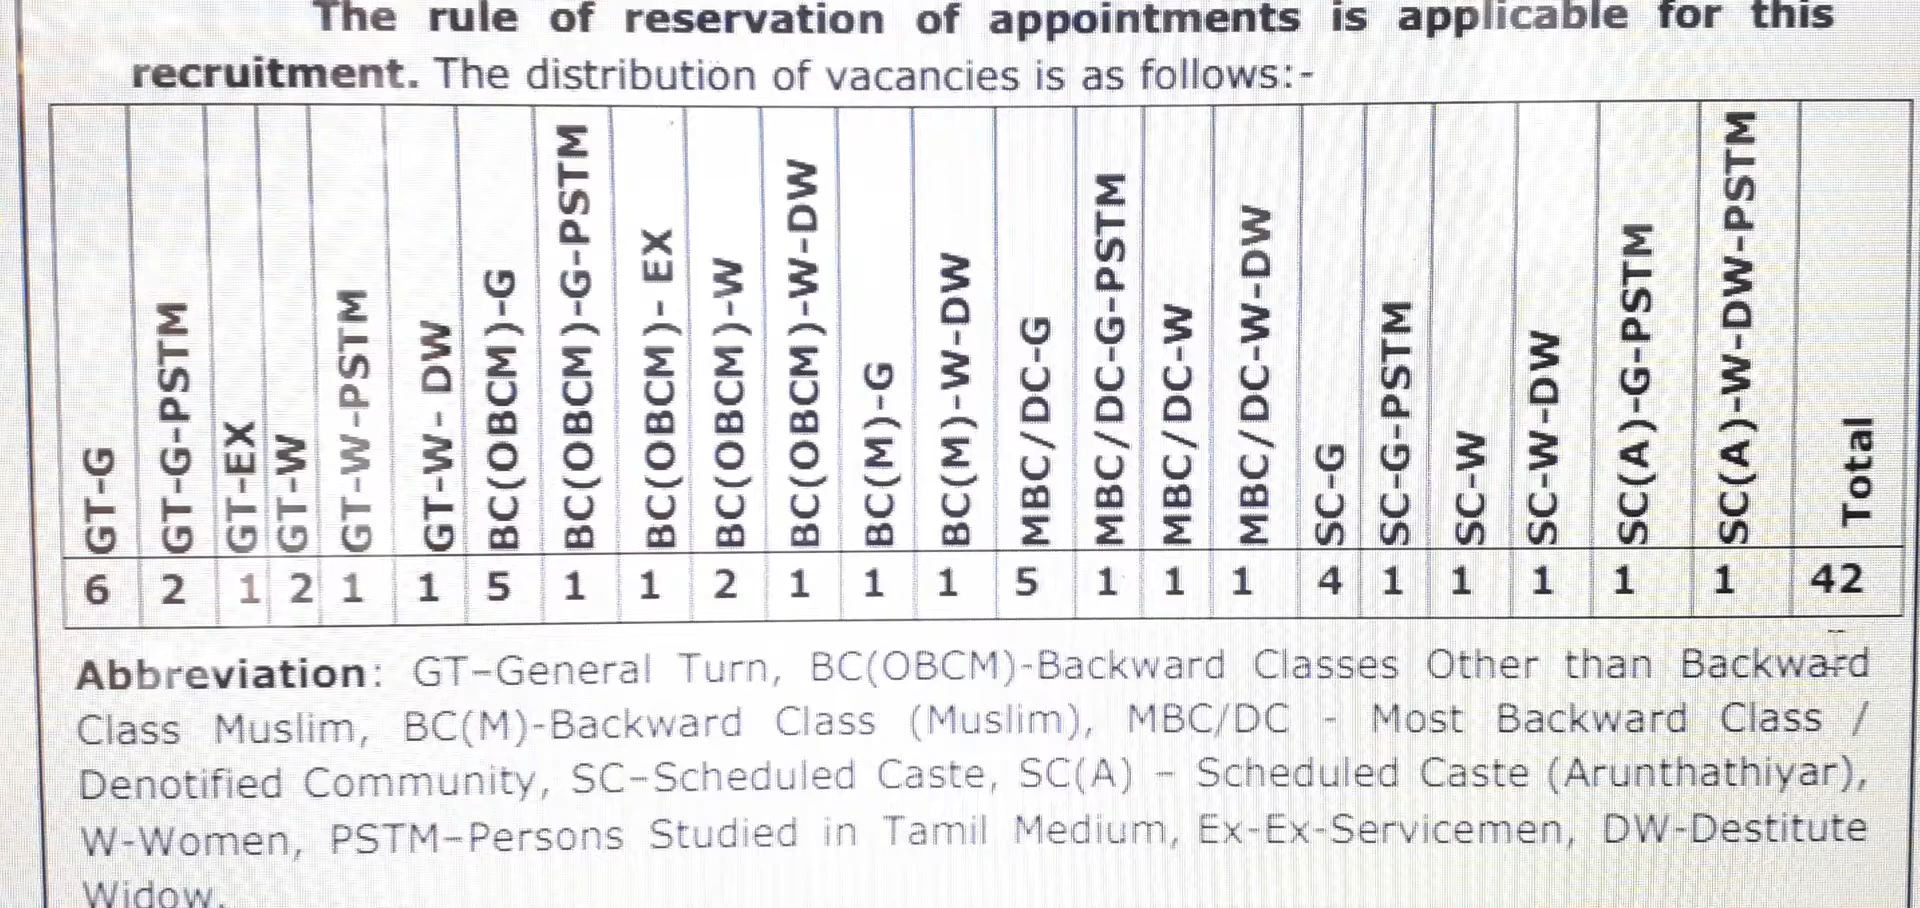 The rule of reservation of appointments is applicable for this
recruitment. The distribution of vacancies is as follows:-
GT-G
GT-G-PSTM
GT-EX
GT-W
GT-W-PSTM
GT-W- DW
BC(OBCM)-G
BC(OBCM)-G-PSTM
BC(OBCM)- EX
BC(OBCM)-W
BC(OBCM)-W-DW
BC(M)-G
BC(M)-W-DW
MBC/DC-G
MBC/DC-G-PSTM
MBC/DC-W
MBC/DC-W-DW
SC-G
SC-G-PSTM
SC-W
SC-W-DW
SC(A)-G-PSTM
SC(A)-W-DW-PSTM
Total
6 2 1 2 1 1 5 1 1 2 1 1 1 5 1 1 1 4 1 1 1 1 1 42
Abbreviation: GT–General Turn, BC(OBCM)-Backward Classes Other than Backward
Class Muslim, BC(M)-Backward Class (Muslim), MBC/DC - Most Backward Class /
Denotified Community, SC–Scheduled Caste, SC(A) – Scheduled Caste (Arunthathiyar),
W-Women, PSTM–Persons Studied in Tamil Medium, Ex-Ex-Servicemen, DW-Destitute
Widow.